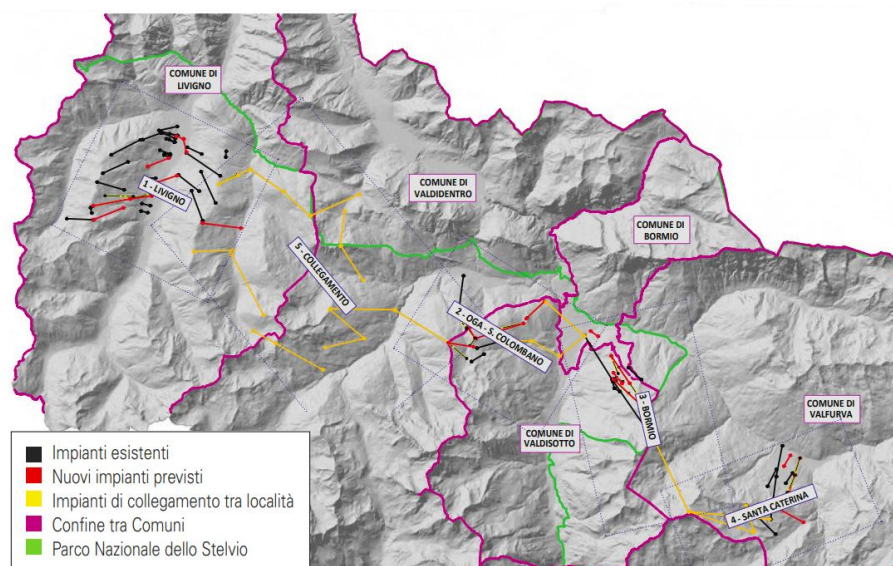 COMUNE DI
LIVIGNO
1 - LIVIGNO
COMUNE DI
VALDIDENTRO
COMUNE DI
BORMIO
5 - COLLEGAMENTO
2 - OGA - S. COLOMBANO
3 - BORMIO
COMUNE DI
VALDISOTTO
COMUNE DI
VALFURVA
4 - SANTA CATERINA
Impianti esistenti
Nuovi impianti previsti
Impianti di collegamento tra località
Confine tra Comuni
Parco Nazionale dello Stelvio